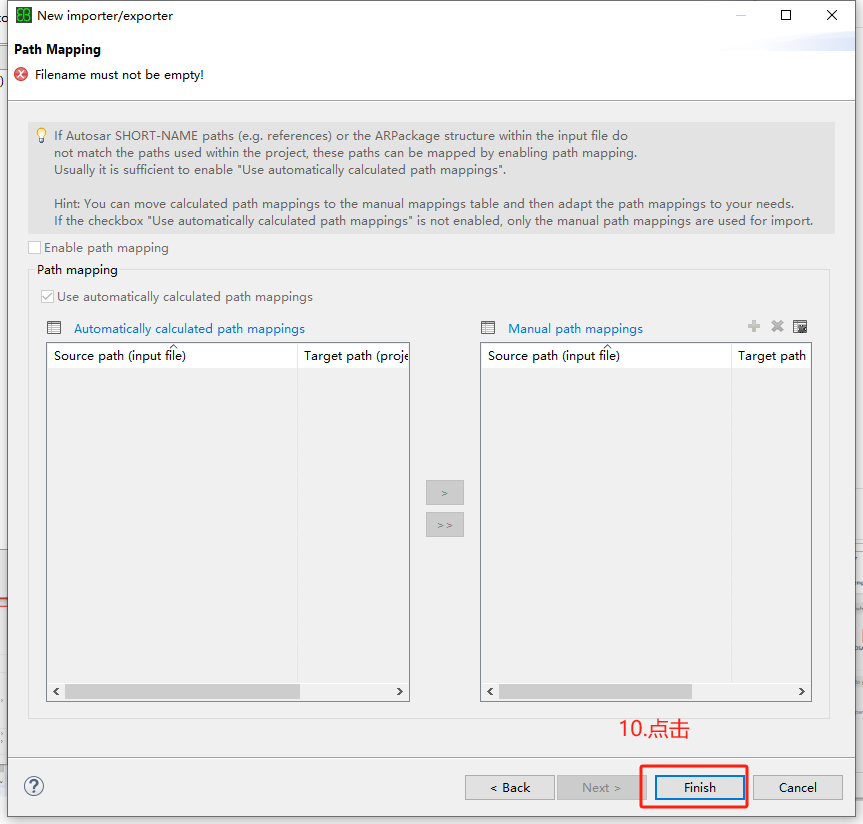 New importer/exporter
Path Mapping
Filename must not be empty!
If Autosar SHORT-NAME paths (e.g. references) or the ARPackage structure within the input file do
not match the paths used within the project, these paths can be mapped by enabling path mapping.
Usually it is sufficient to enable "Use automatically calculated path mappings".
Hint: You can move calculated path mappings to the manual mappings table and then adapt the path mappings to your needs.
If the checkbox "Use automatically calculated path mappings" is not enabled, only the manual path mappings are used for import.
Enable path mapping
Path mapping
Use automatically calculated path mappings
Automatically calculated path mappings
Manual path mappings
Source path (input file)
Target path (proje
Source path (input file)
Target path
>
>>
10.点击
< Back
Next >
Finish
Cancel